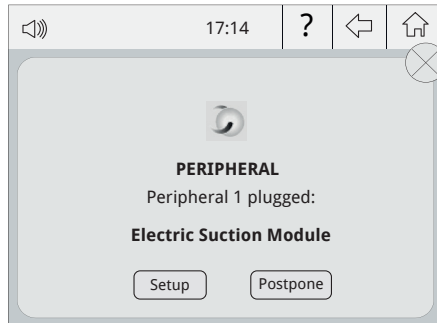 17:14 ?
PERIPHERAL
Peripheral 1 plugged:
Electric Suction Module
Setup Postpone